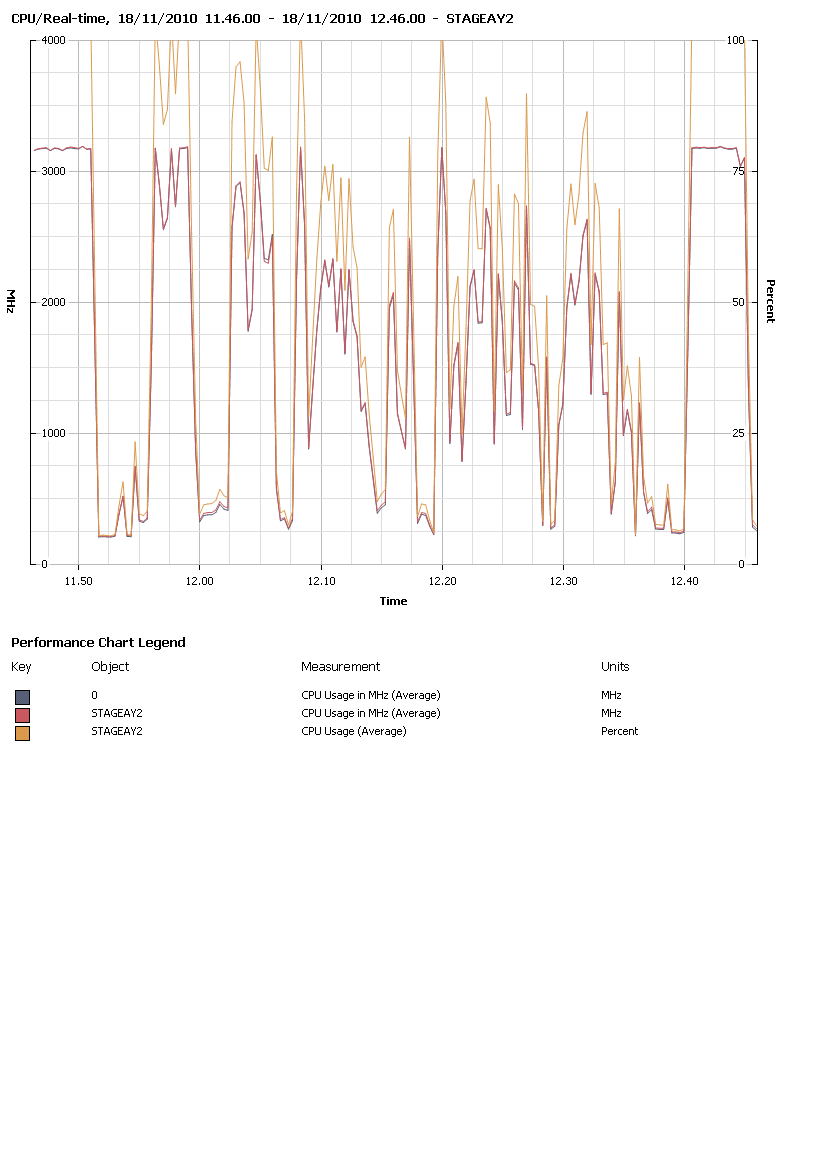 CPU/Real-time, 18/11/2010 11.46.00 - 18/11/2010 12.46.00 - STAGEAY2
4000 100
3000 75
2000 50
MHz Percent
1000 25
0 0
11.50 12.00 12.10 12.20 12.30 12.40
Time
Performance Chart Legend
Key Object Measurement Units
0 CPU Usage in MHz (Average) MHz
STAGEAY2 CPU Usage in MHz (Average) MHz
STAGEAY2 CPU Usage (Average) Percent